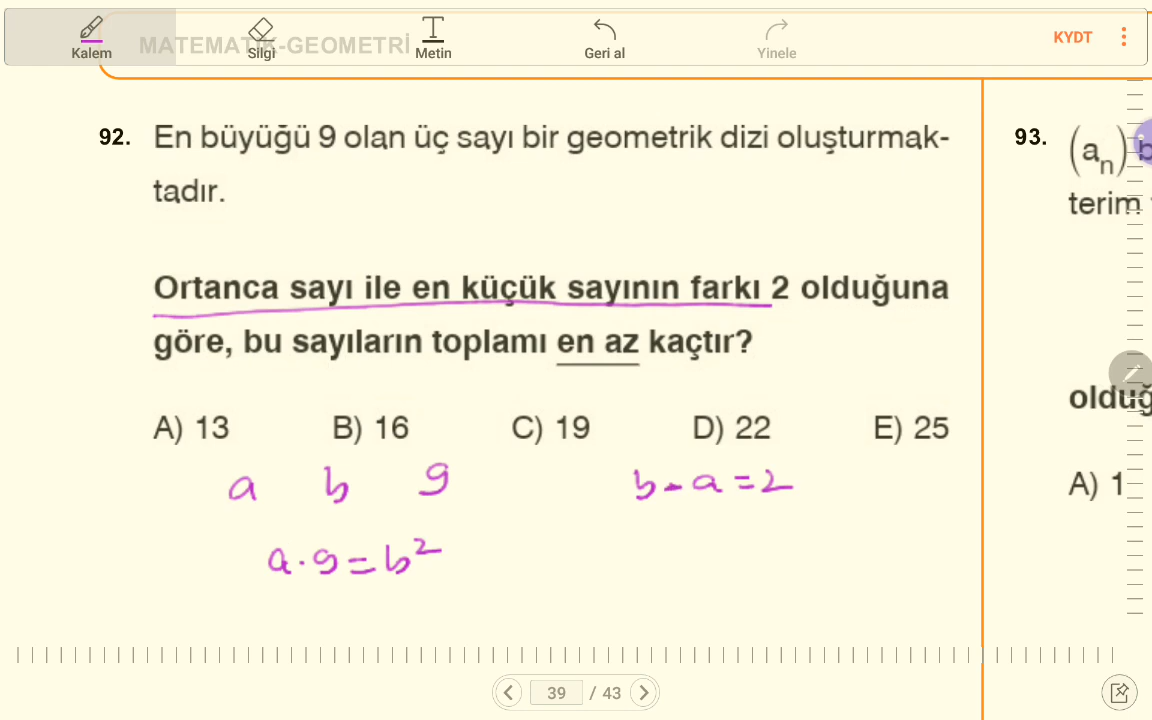 MATEMATİK-GEOMETRİ
Kalem
Silgi
Metin
Geri al
Yinele
KYDT
92. En büyüğü 9 olan üç sayı bir geometrik dizi oluşturmak-
tadır.
Ortanca sayı ile en küçük sayının farkı 2 olduğuna
göre, bu sayıların toplamı en az kaçtır?
A) 13 B) 16 C) 19 D) 22 E) 25
a b 9 b - a = 2
a . 9 = b²
93. (aₙ) b
terim
olduğ
A) 1
39 / 43